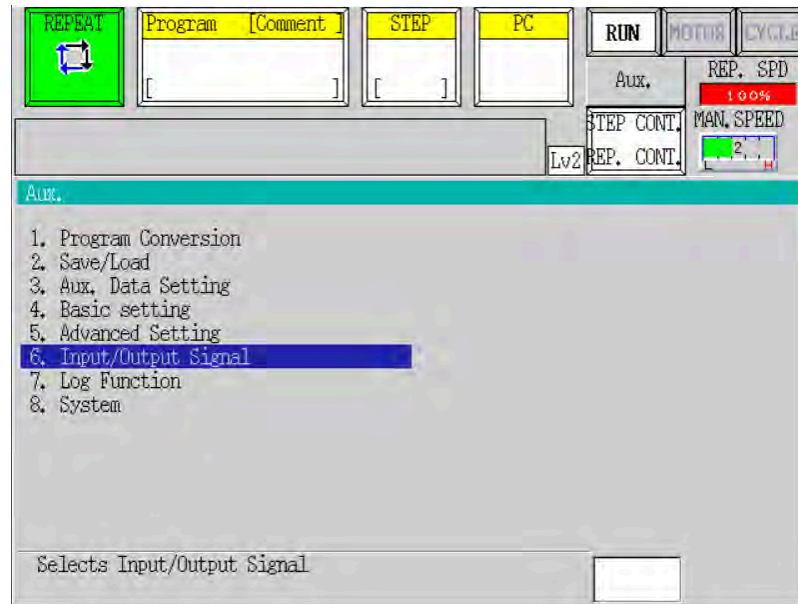 REPEAT
Program [Comment ]
[ ]
STEP
[ ]
PC
RUN
MOTOR
CYCLE
Aux.
REP. SPD
100%
STEP CONT.
REP. CONT.
MAN. SPEED
2
L H
Lv2
Aux.
1. Program Conversion
2. Save/Load
3. Aux. Data Setting
4. Basic setting
5. Advanced Setting
6. Input/Output Signal
7. Log Function
8. System
Selects Input/Output Signal